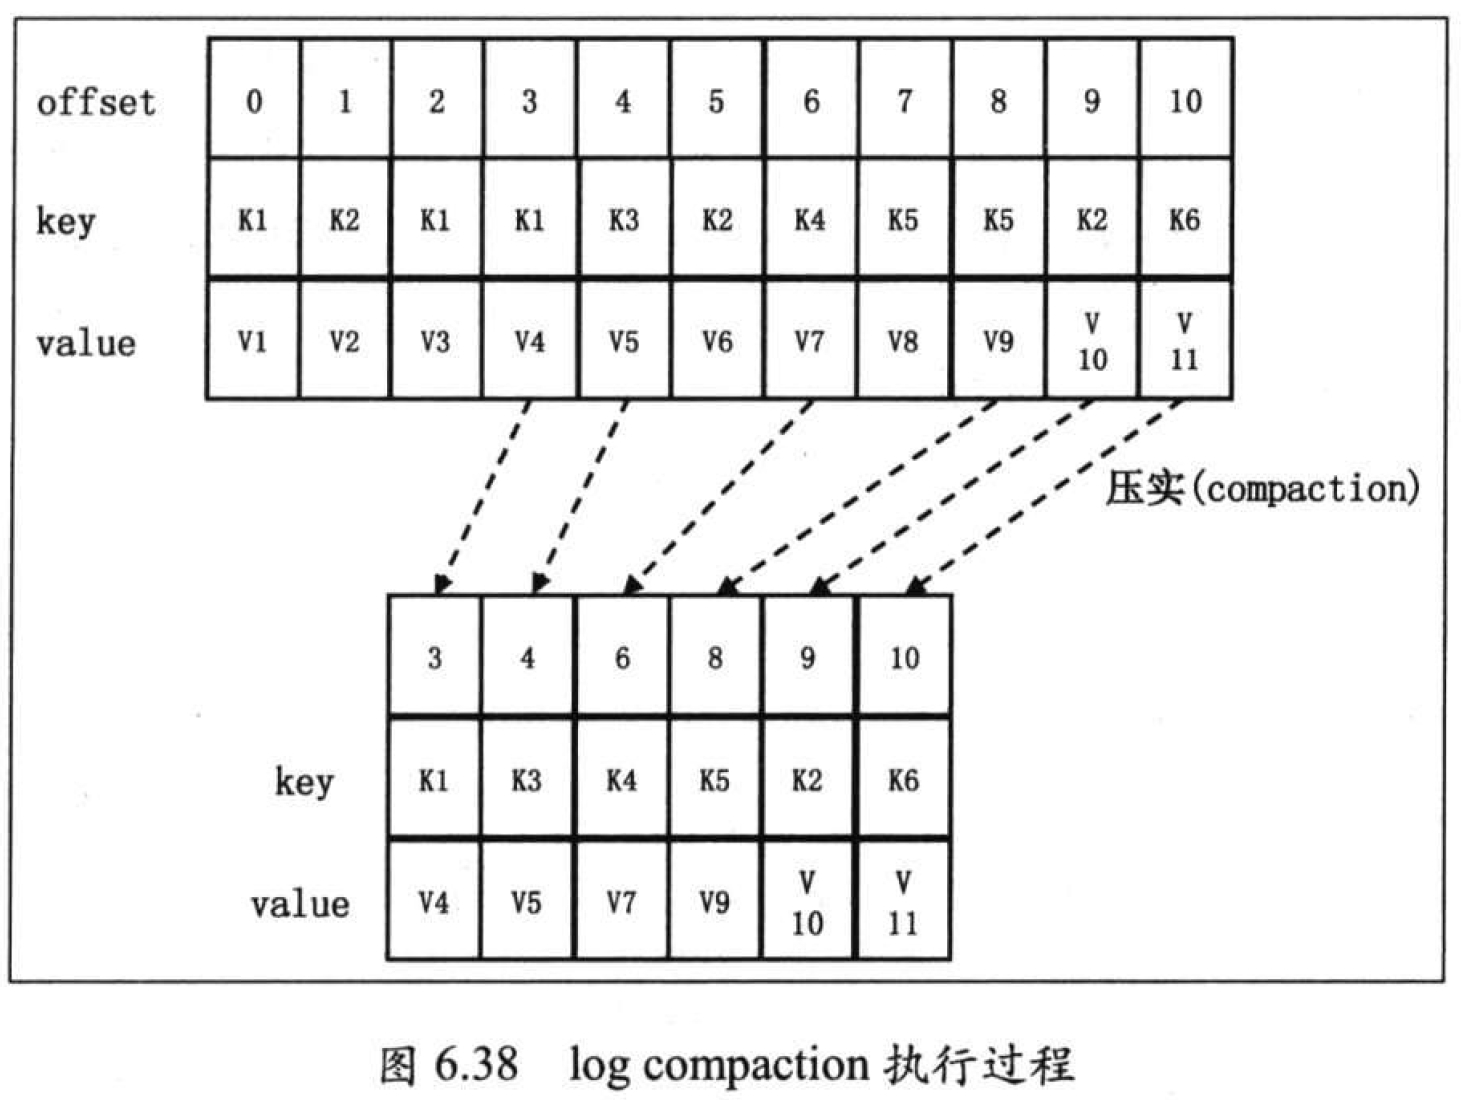 offset 0 1 2 3 4 5 6 7 8 9 10
key K1 K2 K1 K1 K3 K2 K4 K5 K5 K2 K6
value V1 V2 V3 V4 V5 V6 V7 V8 V9 V 10 V 11
压实(compaction)
3 4 6 8 9 10
key K1 K3 K4 K5 K2 K6
value V4 V5 V7 V9 V 10 V 11
图 6.38 log compaction 执行过程